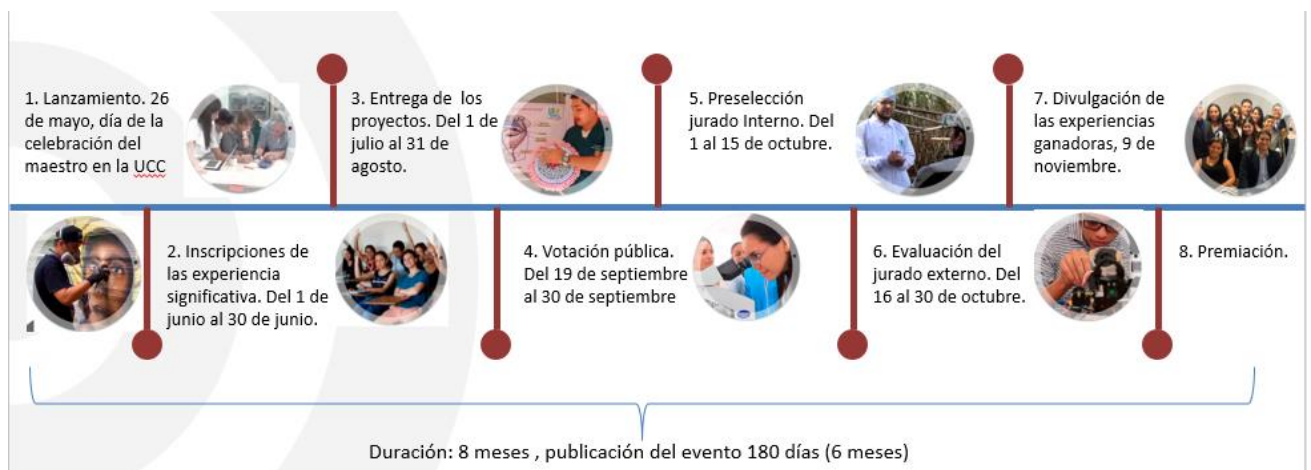 1. Lanzamiento. 26
de mayo, día de la
celebración del
maestro en la UCC
2. Inscripciones de
las experiencia
significativa. Del 1 de
junio al 30 de junio.
3. Entrega de los
proyectos. Del 1 de
julio al 31 de
agosto.
4. Votación pública.
Del 19 de septiembre
al 30 de septiembre
5. Preselección
jurado Interno. Del
1 al 15 de octubre.
6. Evaluación del
jurado externo. Del
16 al 30 de octubre.
7. Divulgación de
las experiencias
ganadoras, 9 de
noviembre.
8. Premiación.
Duración: 8 meses , publicación del evento 180 días (6 meses)